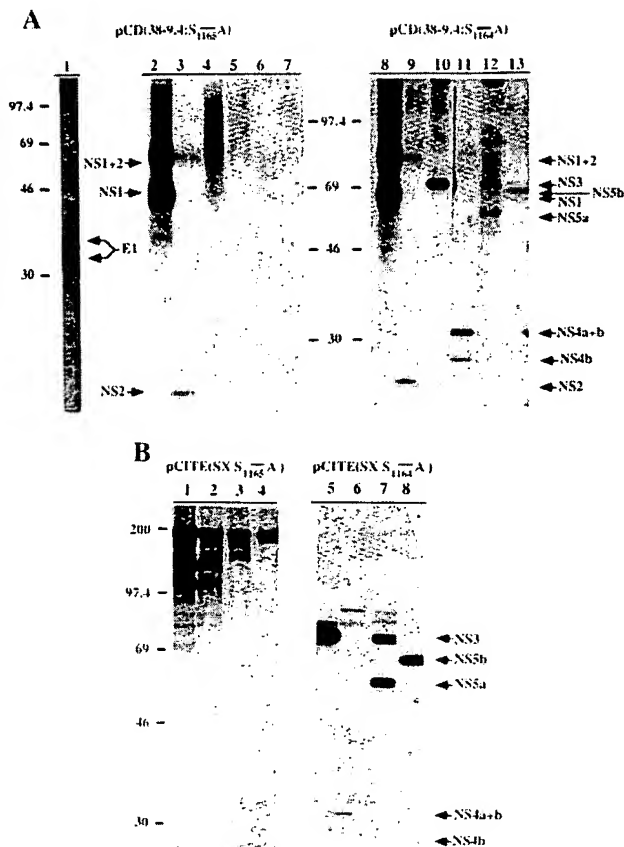 A
pCD(38-9.4:S1165A)
pCD(38-9.4:S1164A)
1 2 3 4 5 6 7
8 9 10 11 12 13
97.4
69
46
30
NS1+2
NS1
E1
NS2
97.4
69
46
30
NS1+2
NS3
NS5b
NS1
NS5a
NS4a+b
NS4b
NS2
B
pCITE(SX S1165A)
pCITE(SX S1164A)
1 2 3 4
5 6 7 8
200
97.4
69
46
30
NS3
NS5b
NS5a
NS4a+b
NS4b